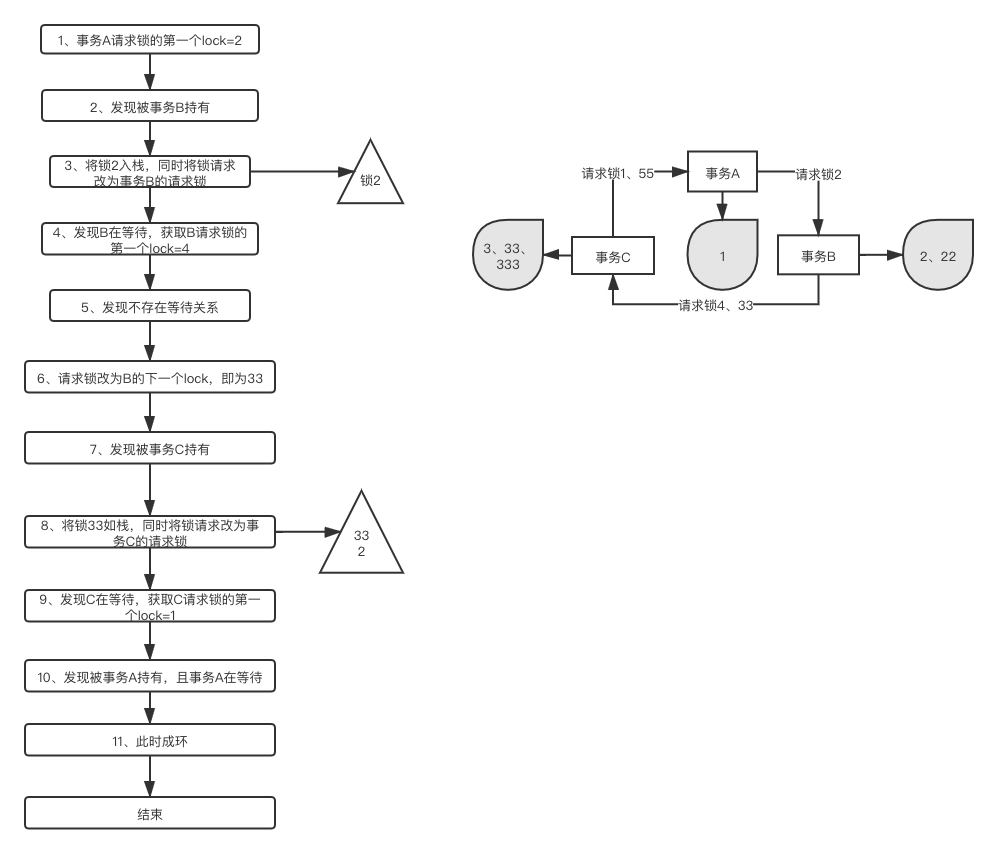 1、事务A请求锁的第一个lock=2
2、发现被事务B持有
3、将锁2入栈，同时将锁请求
改为事务B的请求锁
锁2
4、发现B在等待，获取B请求锁的
第一个lock=4
5、发现不存在等待关系
6、请求锁改为B的下一个lock，即为33
7、发现被事务C持有
8、将锁33如栈，同时将锁请求改为事
务C的请求锁
33
2
9、发现C在等待，获取C请求锁的第一
个lock=1
10、发现被事务A持有，且事务A在等待
11、此时成环
结束
请求锁1、55
事务A
请求锁2
3、33、
333
事务C
1
事务B
2、22
请求锁4、33